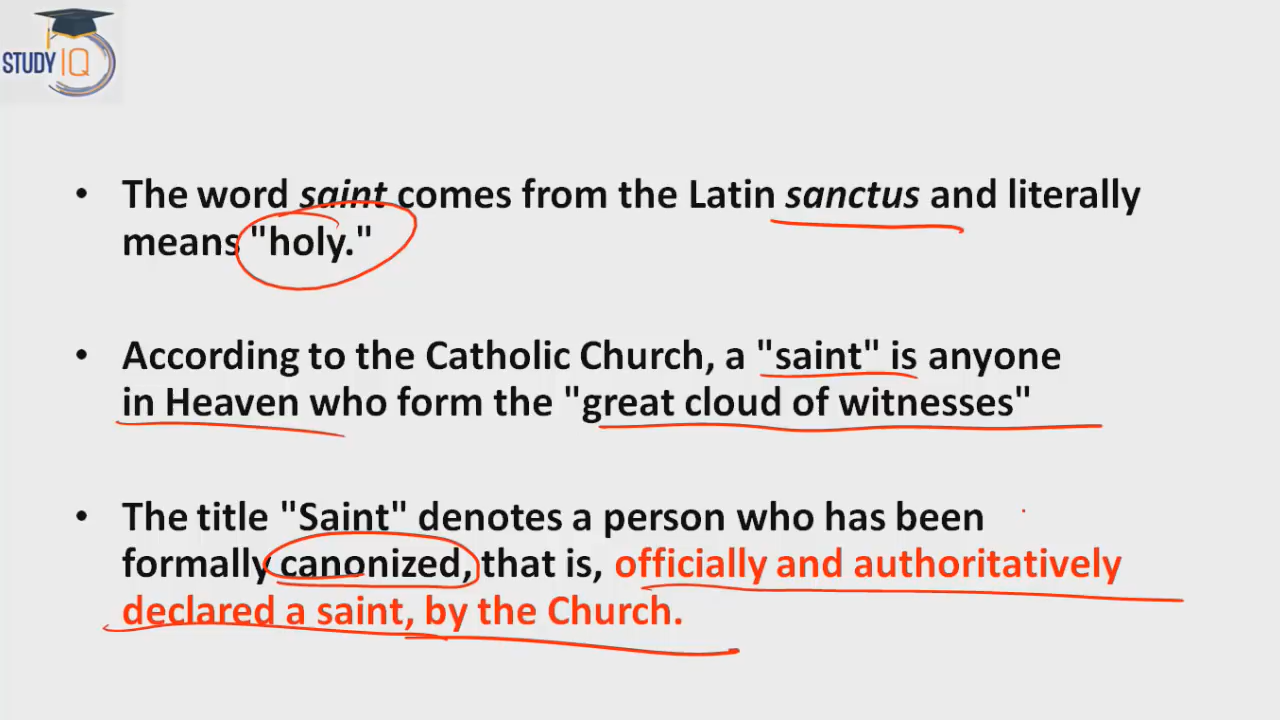 STUDY IQ
• The word saint comes from the Latin sanctus and literally
means "holy."
• According to the Catholic Church, a "saint" is anyone
in Heaven who form the "great cloud of witnesses"
• The title "Saint" denotes a person who has been
formally canonized, that is, officially and authoritatively
declared a saint, by the Church.